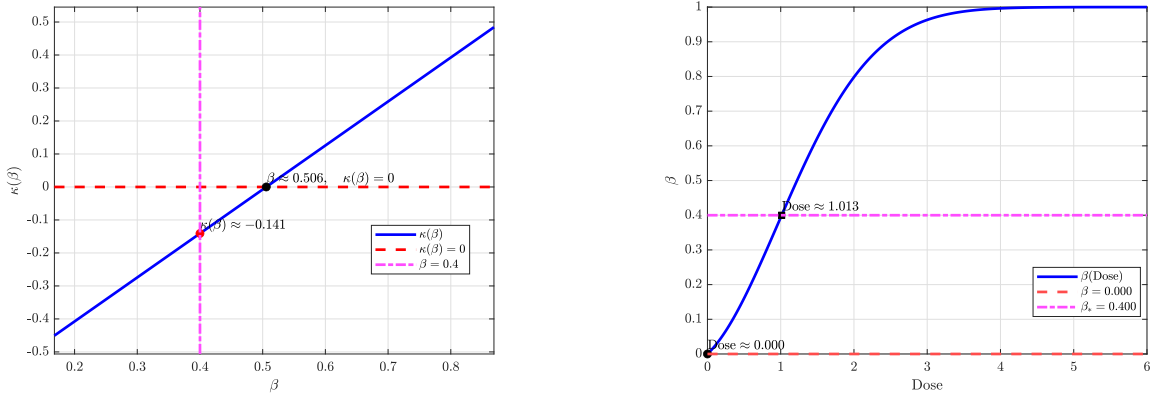 0.5
0.4
0.3
0.2
0.1
0
-0.1
-0.2
-0.3
-0.4
-0.5
κ(β)
β ≈ 0.506, κ(β) = 0
κ(β) ≈ −0.141
κ(β)
κ(β) = 0
β = 0.4
0.2 0.3 0.4 0.5 0.6 0.7 0.8
β
1
0.9
0.8
0.7
0.6
0.5
0.4
0.3
0.2
0.1
0
β
Dose ≈ 1.013
β(Dose)
β = 0.000
β* = 0.400
Dose ≈ 0.000
0 1 2 3 4 5 6
Dose